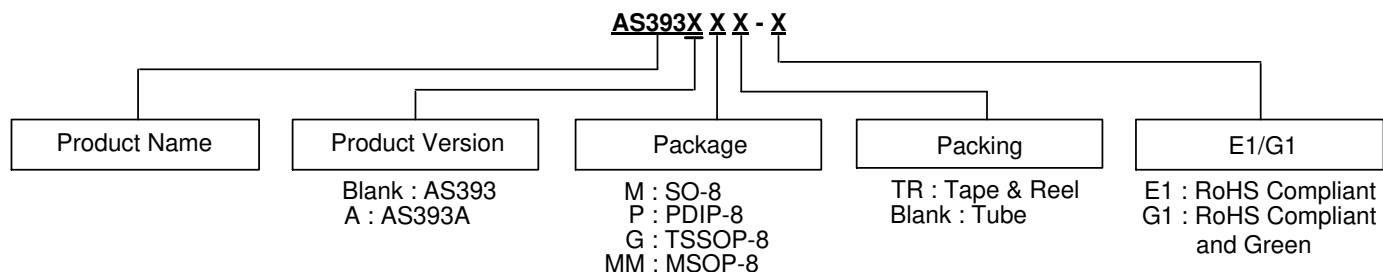 AS393X X X - X
Product Name
Product Version
Package
Packing
E1/G1
Blank : AS393
A : AS393A
M : SO-8
P : PDIP-8
G : TSSOP-8
MM : MSOP-8
TR : Tape & Reel
Blank : Tube
E1 : RoHS Compliant
G1 : RoHS Compliant
and Green